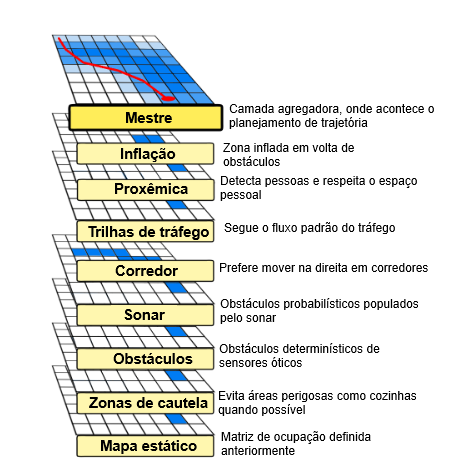 Mestre
Camada agregadora, onde acontece o
planejamento de trajetória
Inflação
Zona inflada em volta de
obstáculos
Proxêmica
Detecta pessoas e respeita o espaço
pessoal
Trilhas de tráfego
Segue o fluxo padrão do tráfego
Corredor
Prefere mover na direita em corredores
Sonar
Obstáculos probabilísticos populados
pelo sonar
Obstáculos
Obstáculos determinísticos de
sensores óticos
Zonas de cautela
Evita áreas perigosas como cozinhas
quando possível
Mapa estático
Matriz de ocupação definida
anteriormente